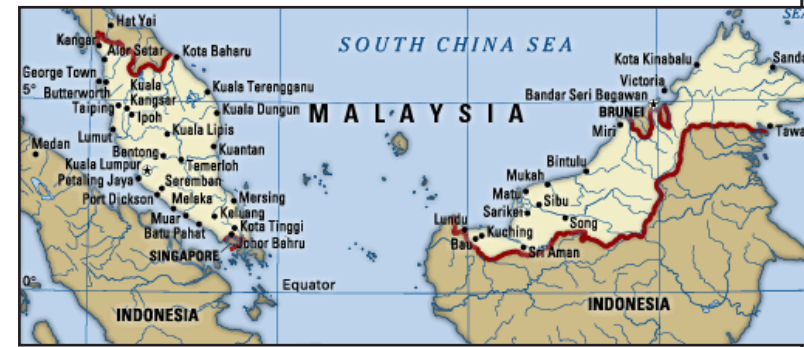 SEA
Hat Yai
Kangar
Alor Setar
Kota Baharu
SOUTH CHINA SEA
Kota Kinabalu
Sanda
George Town
5°
Butterworth
Kuala
Kangsar
Kuala Terengganu
Victoria
Bandar Seri Begawan
Taiping
Ipoh
Kuala Dungun
MALAYSIA
BRUNEI
Miri
Tawa
Lumut
Kuala Lipis
Medan
Bentong
Kuantan
Kuala Lumpur
Temerloh
Bintulu
Petaling Jaya
Seremban
Mukah
Port Dickson
Melaka
Mersing
Matu
Sibu
Muar
Keluang
Sarikei
Batu Pahat
Kota Tinggi
Lundu
Song
Johor Bahru
Bau
Kuching
SINGAPORE
Sri Aman
0°
Equator
INDONESIA
INDONESIA